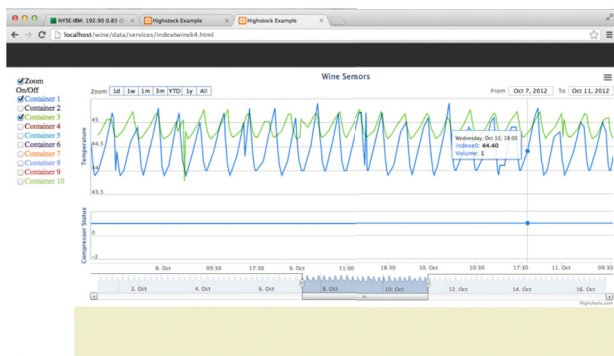 NYSE:IBM: 192.90 0.83 (0. ×
Highstock Example ×
Highstock Example ×
localhost/wine/data/services/indextwinek4.html
Wine Sensors
Zoom
On/Off
Container 1
Container 2
Container 3
Container 4
Container 5
Container 6
Container 7
Container 8
Container 9
Container 10
Zoom 1d 1w 1m 3m YTD 1y All
From Oct 7, 2012 To Oct 11, 2012
Temperature
45
44.5
44
43.5
Wednesday, Oct 10, 18:00
index0: 44.40
Volume: 1
Compressor Status
0
-2
8. Oct 09:30 17:30 9. Oct 11:00 18:30 10. Oct 10:30 17:30 11. Oct 09:30
2. Oct 4. Oct 6. Oct 8. Oct 10. Oct 12. Oct 14. Oct 16. Oct
Highcharts.com